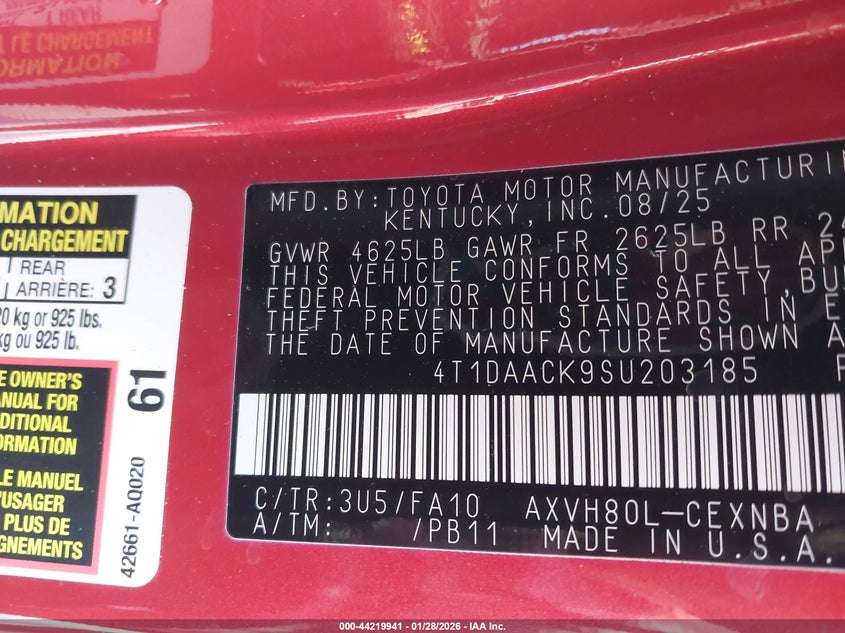 MATION
CHARGEMENT
REAR
ARRIÈRE: 3
kg or 925 lbs.
kg ou 925 lb.
E OWNER'S
ANUAL FOR
DITIONAL
FORMATION
LE MANUEL
'USAGER
PLUS DE
GNEMENTS
61
42661-AQ020
MFD. BY: TOYOTA MOTOR MANUFACTURIN
KENTUCKY, INC. 08/25
GVWR 4625LB GAWR FR 2625LB RR 24
THIS VEHICLE CONFORMS TO ALL APP
FEDERAL MOTOR VEHICLE SAFETY, BU
THEFT PREVENTION STANDARDS IN E
THE DATE OF MANUFACTURE SHOWN A
4T1DAACK9SU203185
C/TR: 3U5/FA10 AXVH80L-CEXNBA
A/TM: /PB11 MADE IN U.S.A.
000-44219941 | 01/28/2026 - IAA Inc.